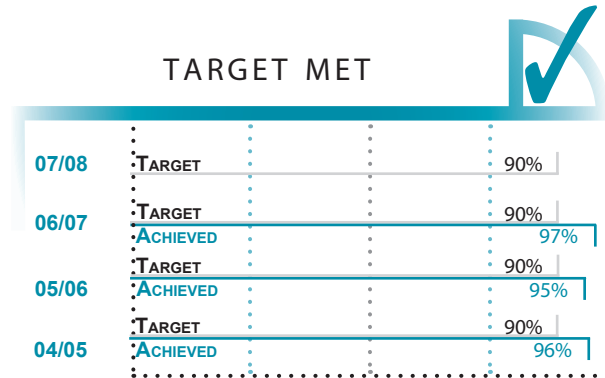 TARGET MET
07/08 TARGET 90%
06/07 TARGET 90%
ACHIEVED 97%
TARGET 90%
05/06 ACHIEVED 95%
TARGET 90%
04/05 ACHIEVED 96%